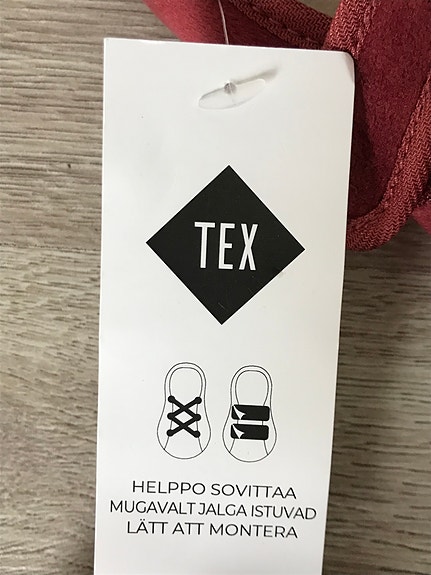 TEX
HELPPO SOVITTAA
MUGAVALT JALGA ISTUVAD
LÄTT ATT MONTERA